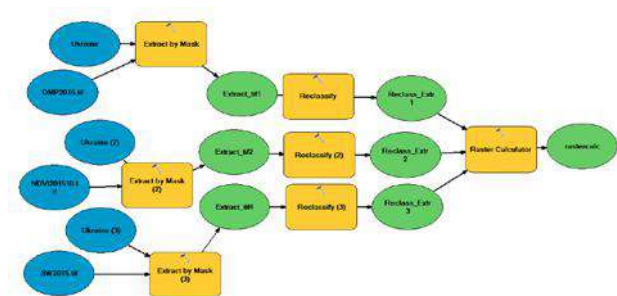 Ukraine
Extract by Mask
DMP2015.tif
Extract_tif1
Reclassify
Reclass_Extr
1
Ukraine (2)
Extract_tif2
Reclassify (2)
Reclass_Extr
2
Raster Calculator
rastercalc
Extract by Mask
(2)
Ukraine (3)
Reclassify (3)
Reclass_Extr
3
Extract by Mask
(3)